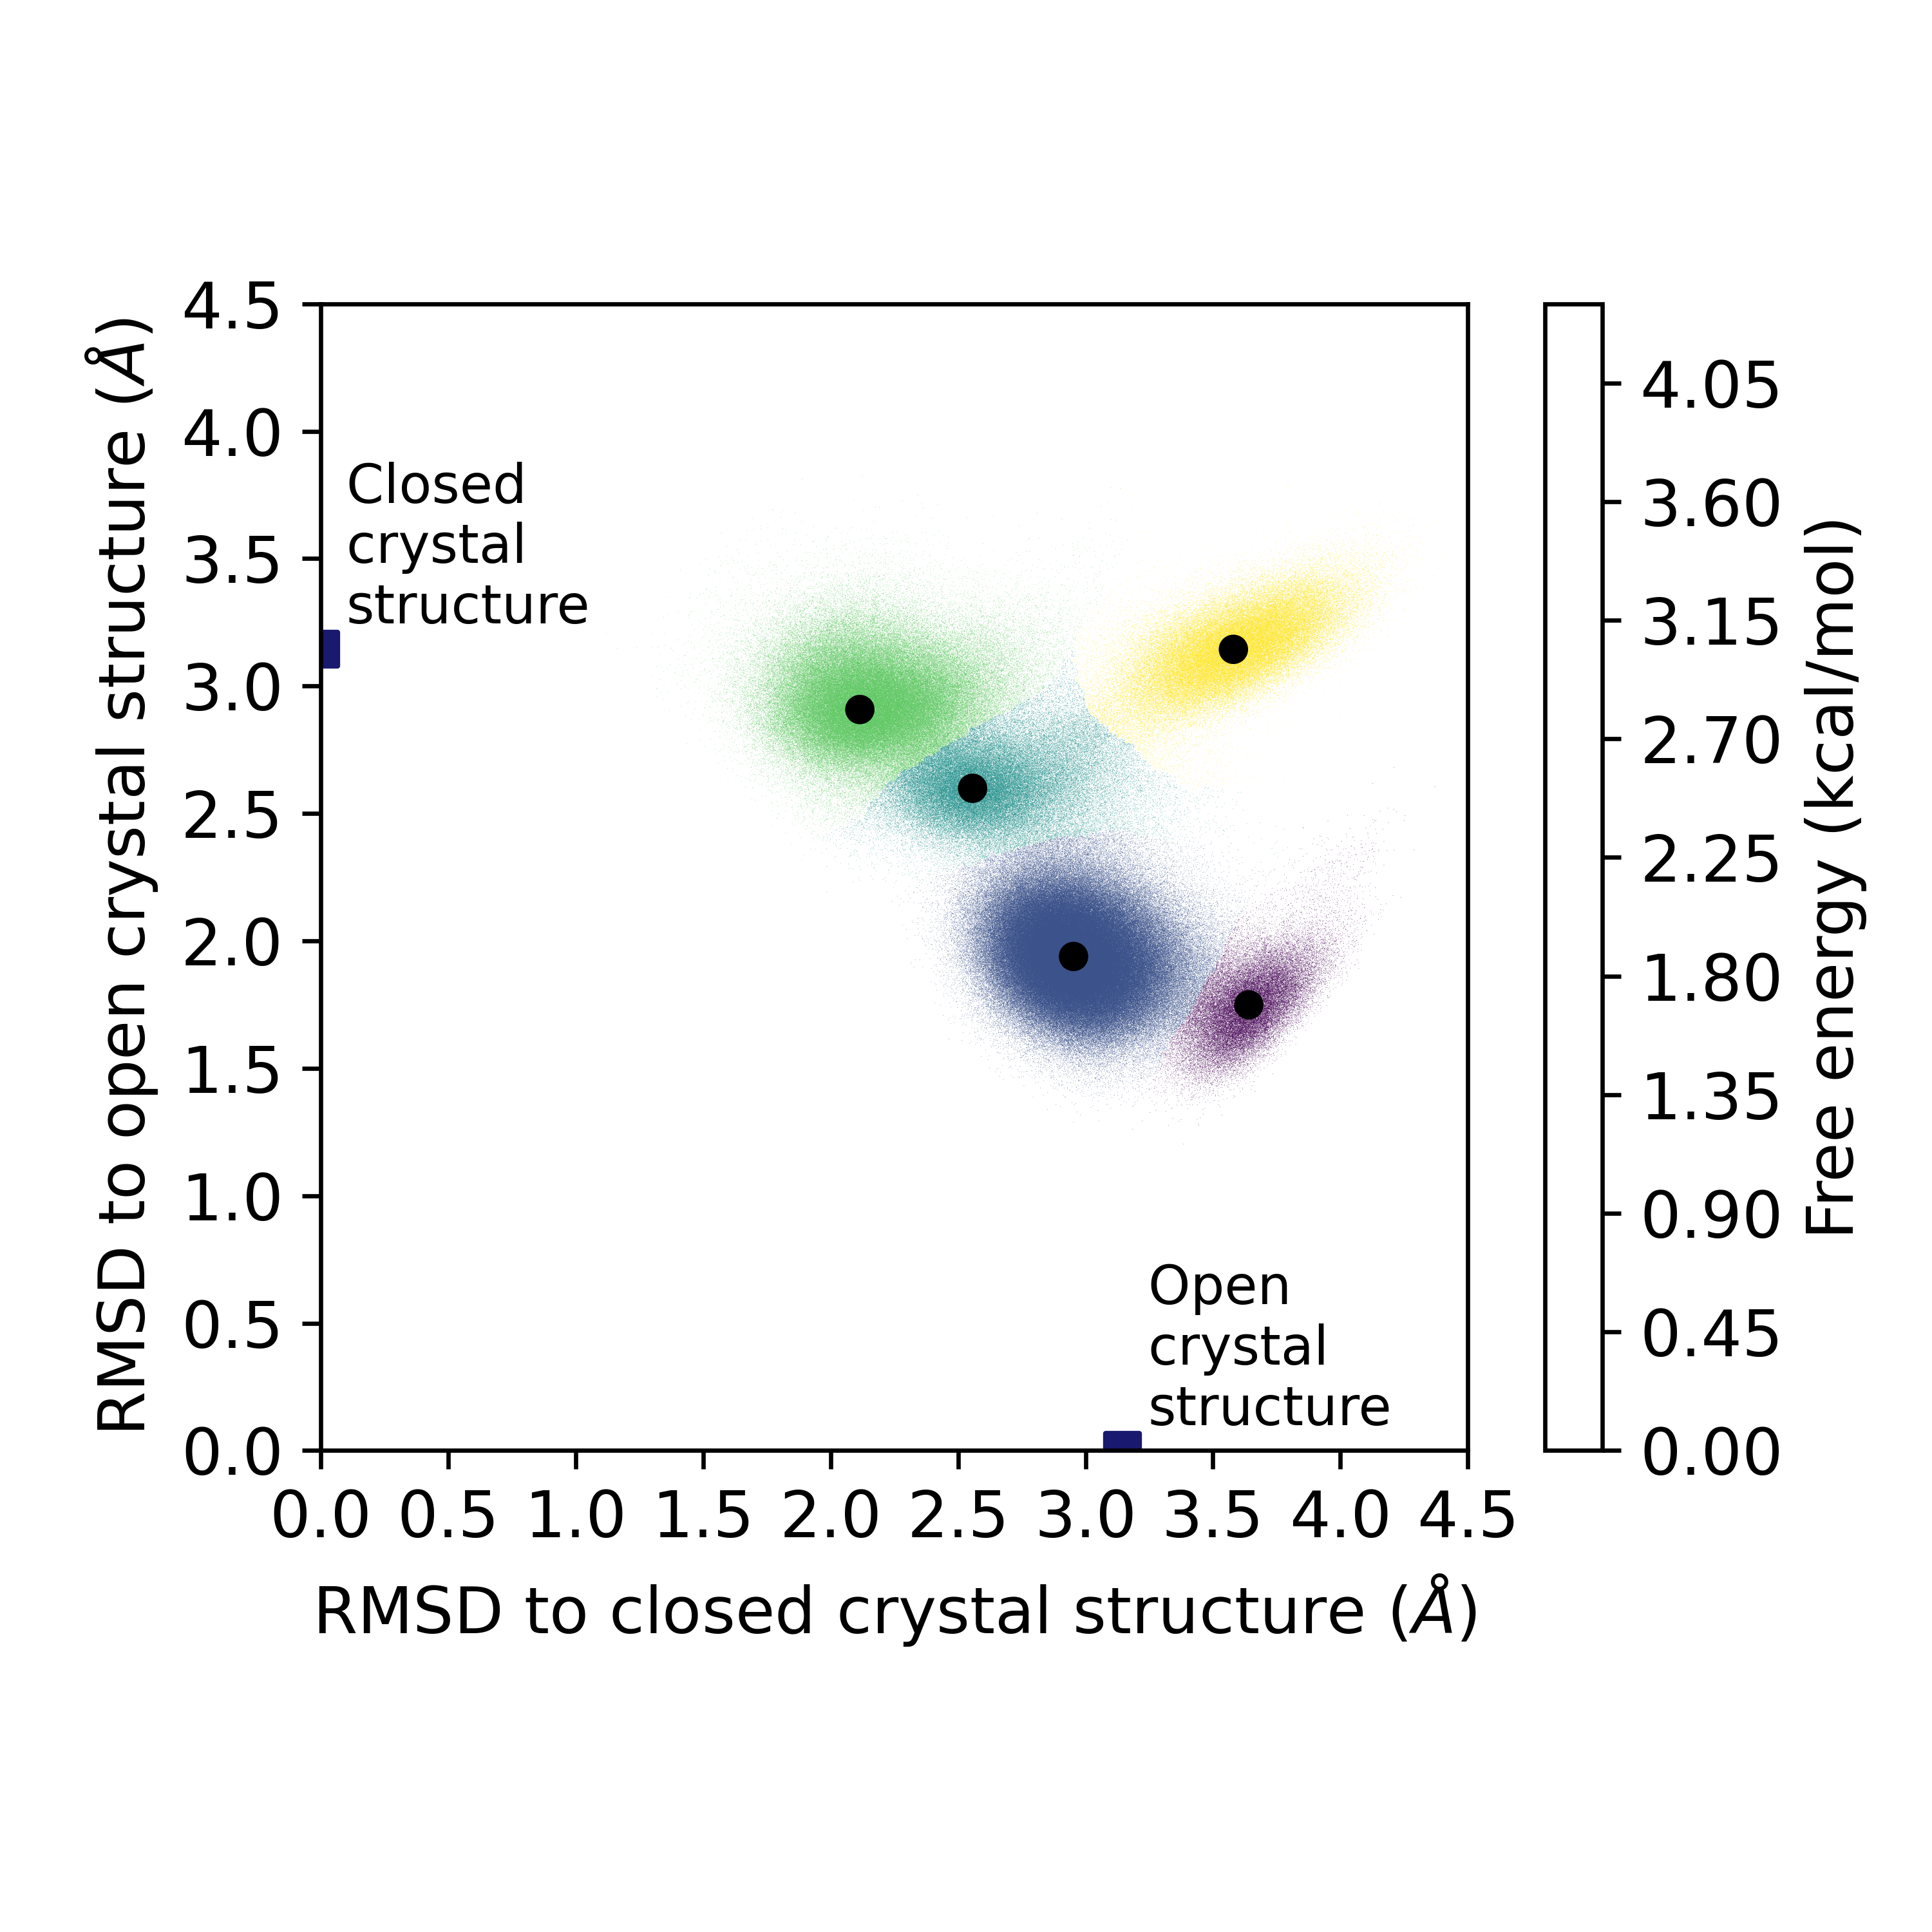 RMSD to open crystal structure (Å)
4.5
4.0
3.5
3.0
2.5
2.0
1.5
1.0
0.5
0.0
Closed
crystal
structure
Open
crystal
structure
0.0 0.5 1.0 1.5 2.0 2.5 3.0 3.5 4.0 4.5
RMSD to closed crystal structure (Å)
4.05
3.60
3.15
2.70
2.25
1.80
1.35
0.90
0.45
0.00
Free energy (kcal/mol)